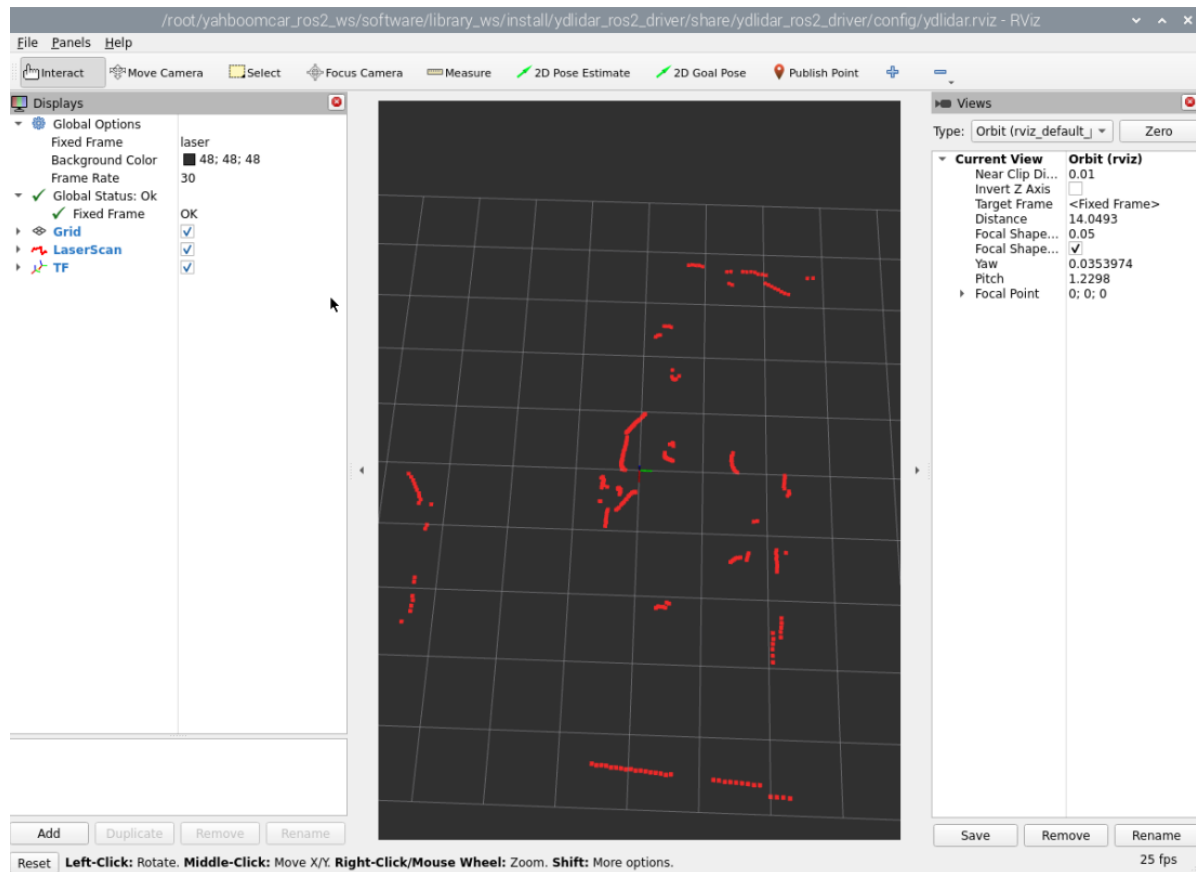 /root/yahboomcar_ros2_ws/software/library_ws/install/ydlidar_ros2_driver/share/ydlidar_ros2_driver/config/ydlidar.rviz - RViz
File Panels Help
Interact Move Camera Select Focus Camera Measure 2D Pose Estimate 2D Goal Pose Publish Point
Displays
Global Options
Fixed Frame laser
Background Color 48; 48; 48
Frame Rate 30
Global Status: Ok
Fixed Frame OK
Grid
LaserScan
TF
Add Duplicate Remove Rename
Views
Type: Orbit (rviz_default_ Zero
Current View Orbit (rviz)
Near Clip Di... 0.01
Invert Z Axis
Target Frame <Fixed Frame>
Distance 14.0493
Focal Shape... 0.05
Focal Shape...
Yaw 0.0353974
Pitch 1.2298
Focal Point 0; 0; 0
Save Remove Rename
Reset Left-Click: Rotate. Middle-Click: Move X/Y. Right-Click/Mouse Wheel: Zoom. Shift: More options. 25 fps